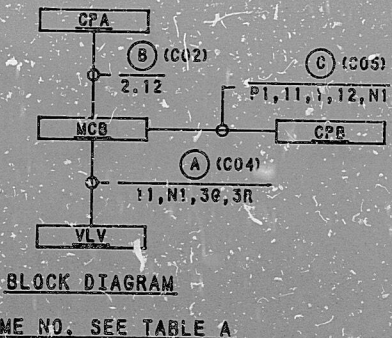 CPA
B (C02)
2.12
C (C05)
P1,11,1,12,N1
MCB
CPB
A (C04)
11,N1,3Q,3R
VLV
BLOCK DIAGRAM
ME NO. SEE TABLE A